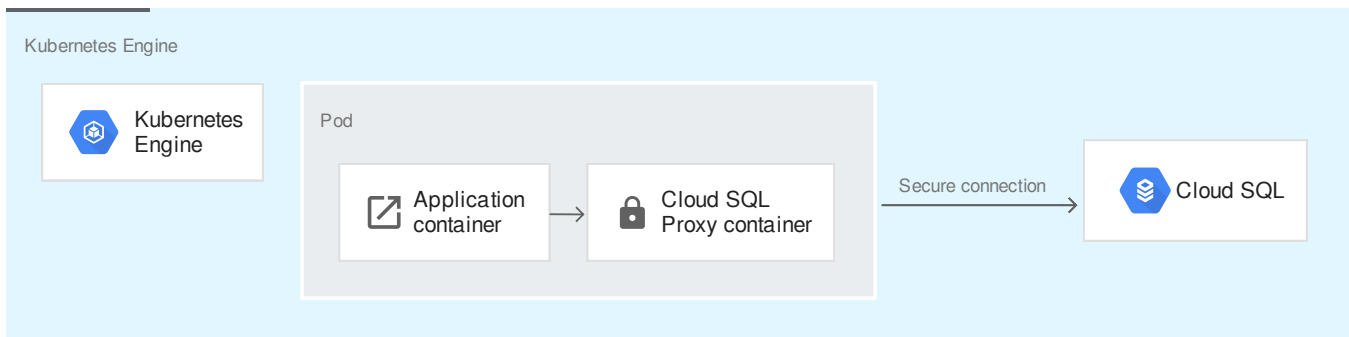 Kubernetes Engine
Kubernetes
Engine
Pod
Application
container
Cloud SQL
Proxy container
Secure connection
Cloud SQL